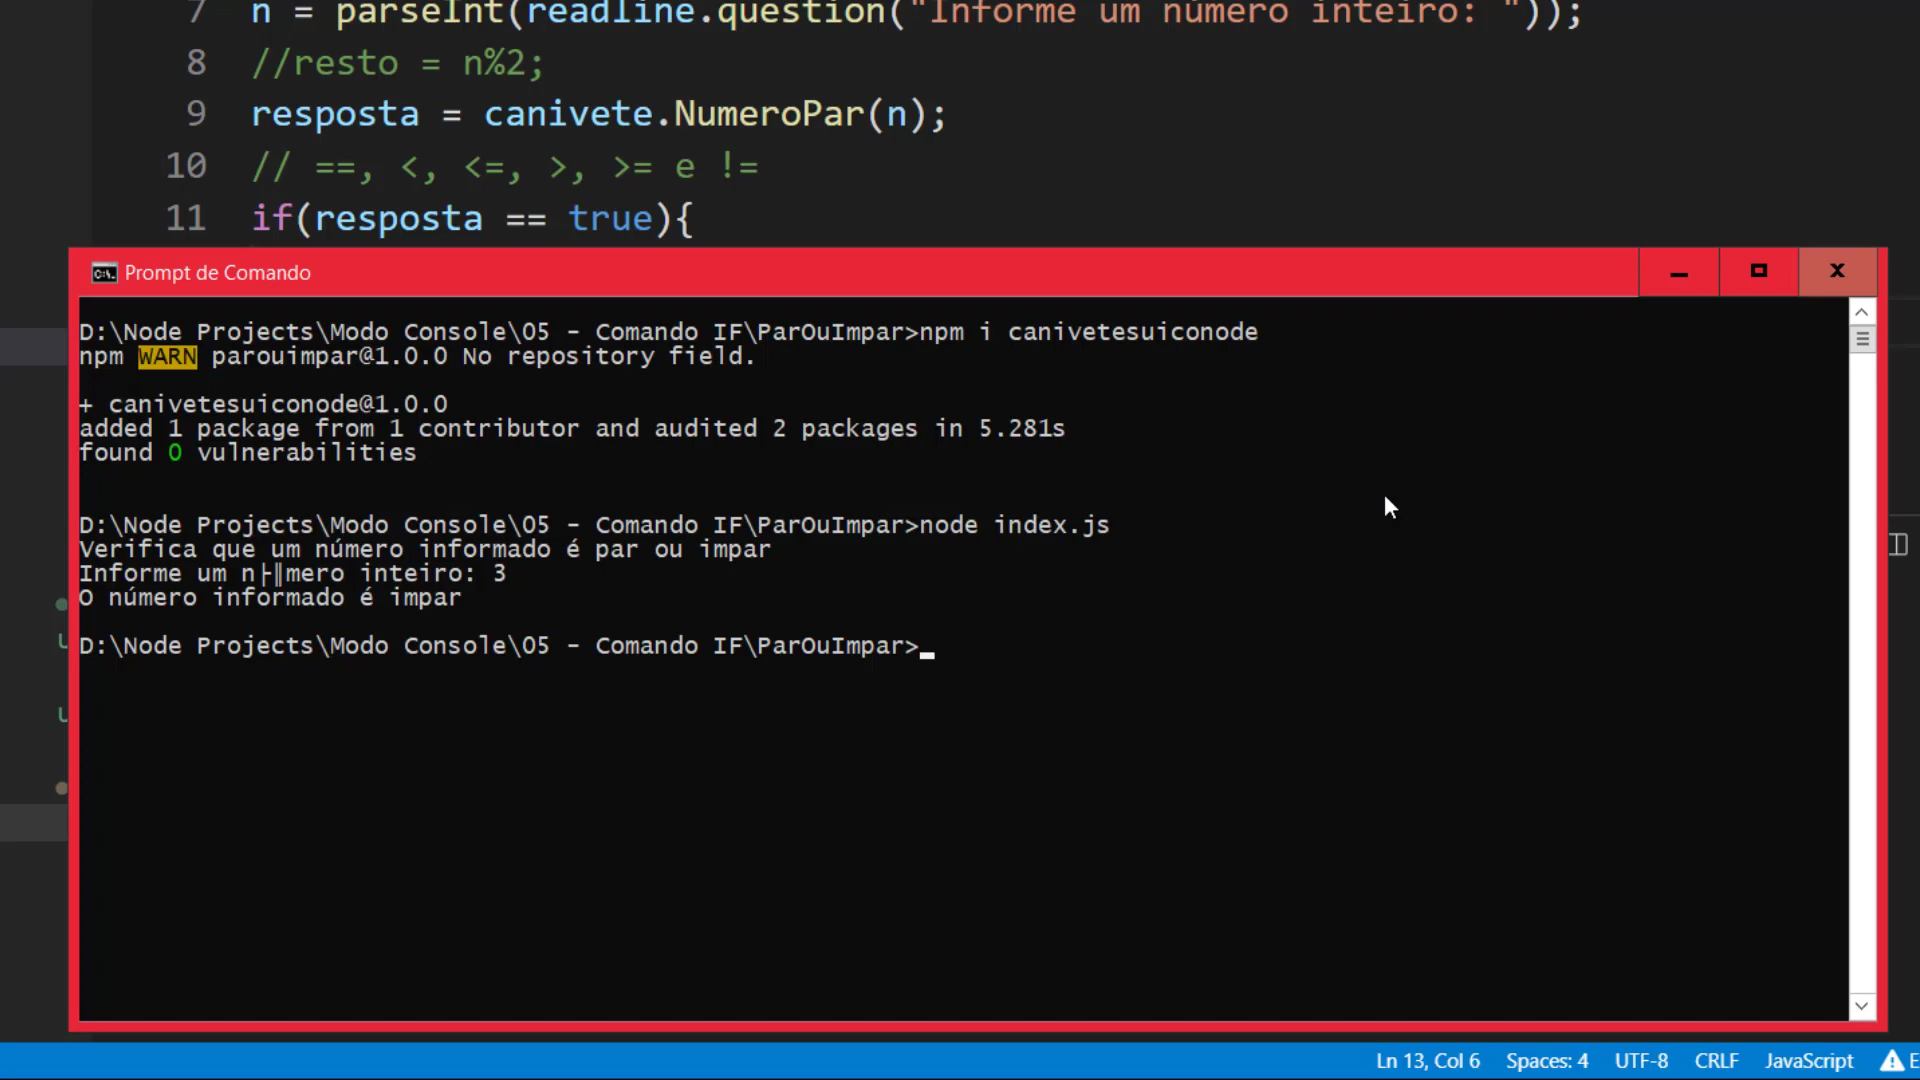 7 n = parseInt(readline.question("Informe um número inteiro: "));
8 //resto = n%2;
9 resposta = canivete.NumeroPar(n);
10 // ==, <, <=, >, >= e !=
11 if(resposta == true){
Prompt de Comando
D:\Node Projects\Modo Console\05 - Comando IF\ParOuImpar>npm i canivetesuiconode
npm WARN parouimpar@1.0.0 No repository field.
+ canivetesuiconode@1.0.0
added 1 package from 1 contributor and audited 2 packages in 5.281s
found 0 vulnerabilities
D:\Node Projects\Modo Console\05 - Comando IF\ParOuImpar>node index.js
Verifica que um número informado é par ou impar
Informe um n├║mero inteiro: 3
O número informado é impar
D:\Node Projects\Modo Console\05 - Comando IF\ParOuImpar>
Ln 13, Col 6 Spaces: 4 UTF-8 CRLF JavaScript